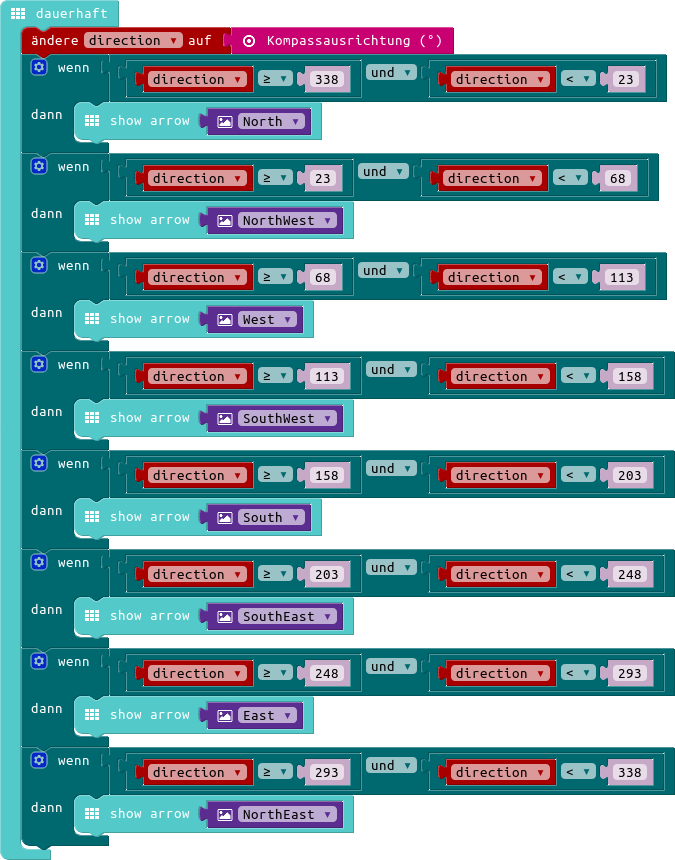 dauerhaft
ändere direction auf Kompassausrichtung (°)
wenn direction ≥ 338 und direction < 23
dann show arrow North
wenn direction ≥ 23 und direction < 68
dann show arrow NorthWest
wenn direction ≥ 68 und direction < 113
dann show arrow West
wenn direction ≥ 113 und direction < 158
dann show arrow SouthWest
wenn direction ≥ 158 und direction < 203
dann show arrow South
wenn direction ≥ 203 und direction < 248
dann show arrow SouthEast
wenn direction ≥ 248 und direction < 293
dann show arrow East
wenn direction ≥ 293 und direction < 338
dann show arrow NorthEast